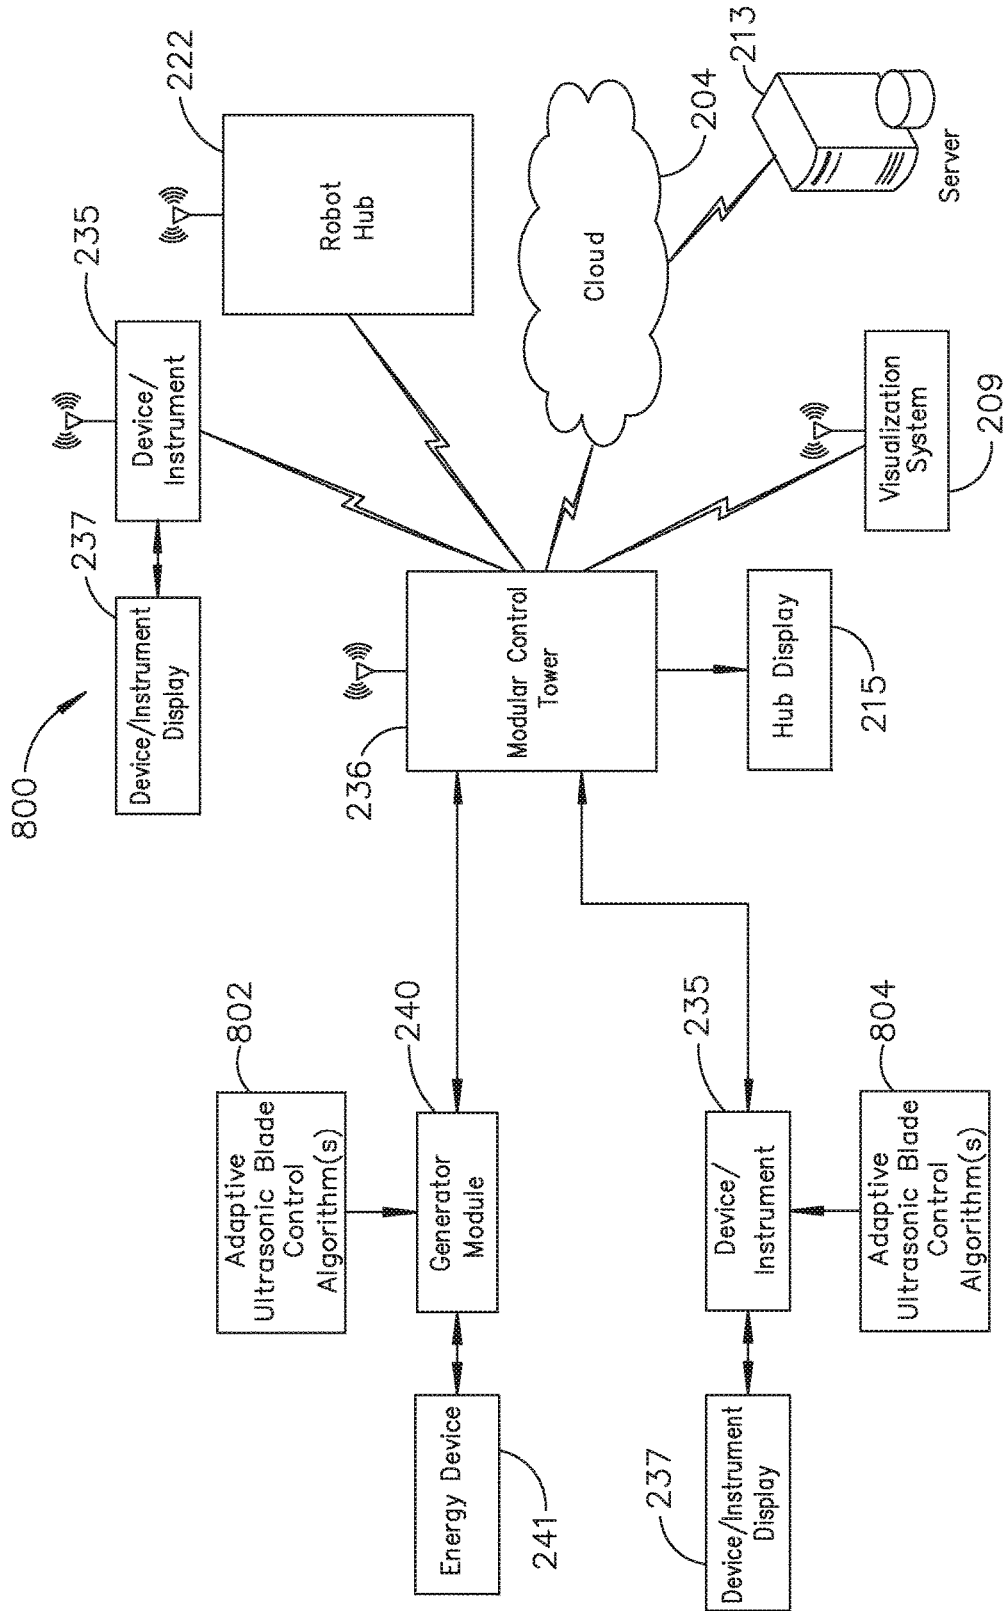 800
237
Device/Instrument
Display
235
Device/
Instrument
222
Robot
Hub
236
Modular Control
Tower
Cloud
204
213
Server
Hub Display
215
Visualization
System
209
802
Adaptive
Ultrasonic Blade
Control
Algorithm(s)
240
Generator
Module
Energy Device
241
235
Device/
Instrument
804
Adaptive
Ultrasonic Blade
Control
Algorithm(s)
237
Device/Instrument
Display